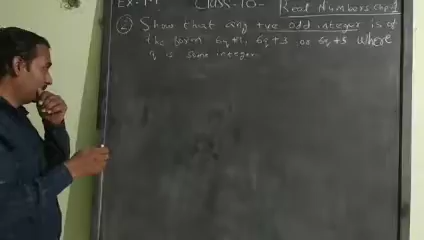 Ex. 1.1 Class-10- Real Numbers Chap1
② Show that any +ve odd integer is of
the form 6q+1, 6q+3 or 6q+5 where
q is some integer